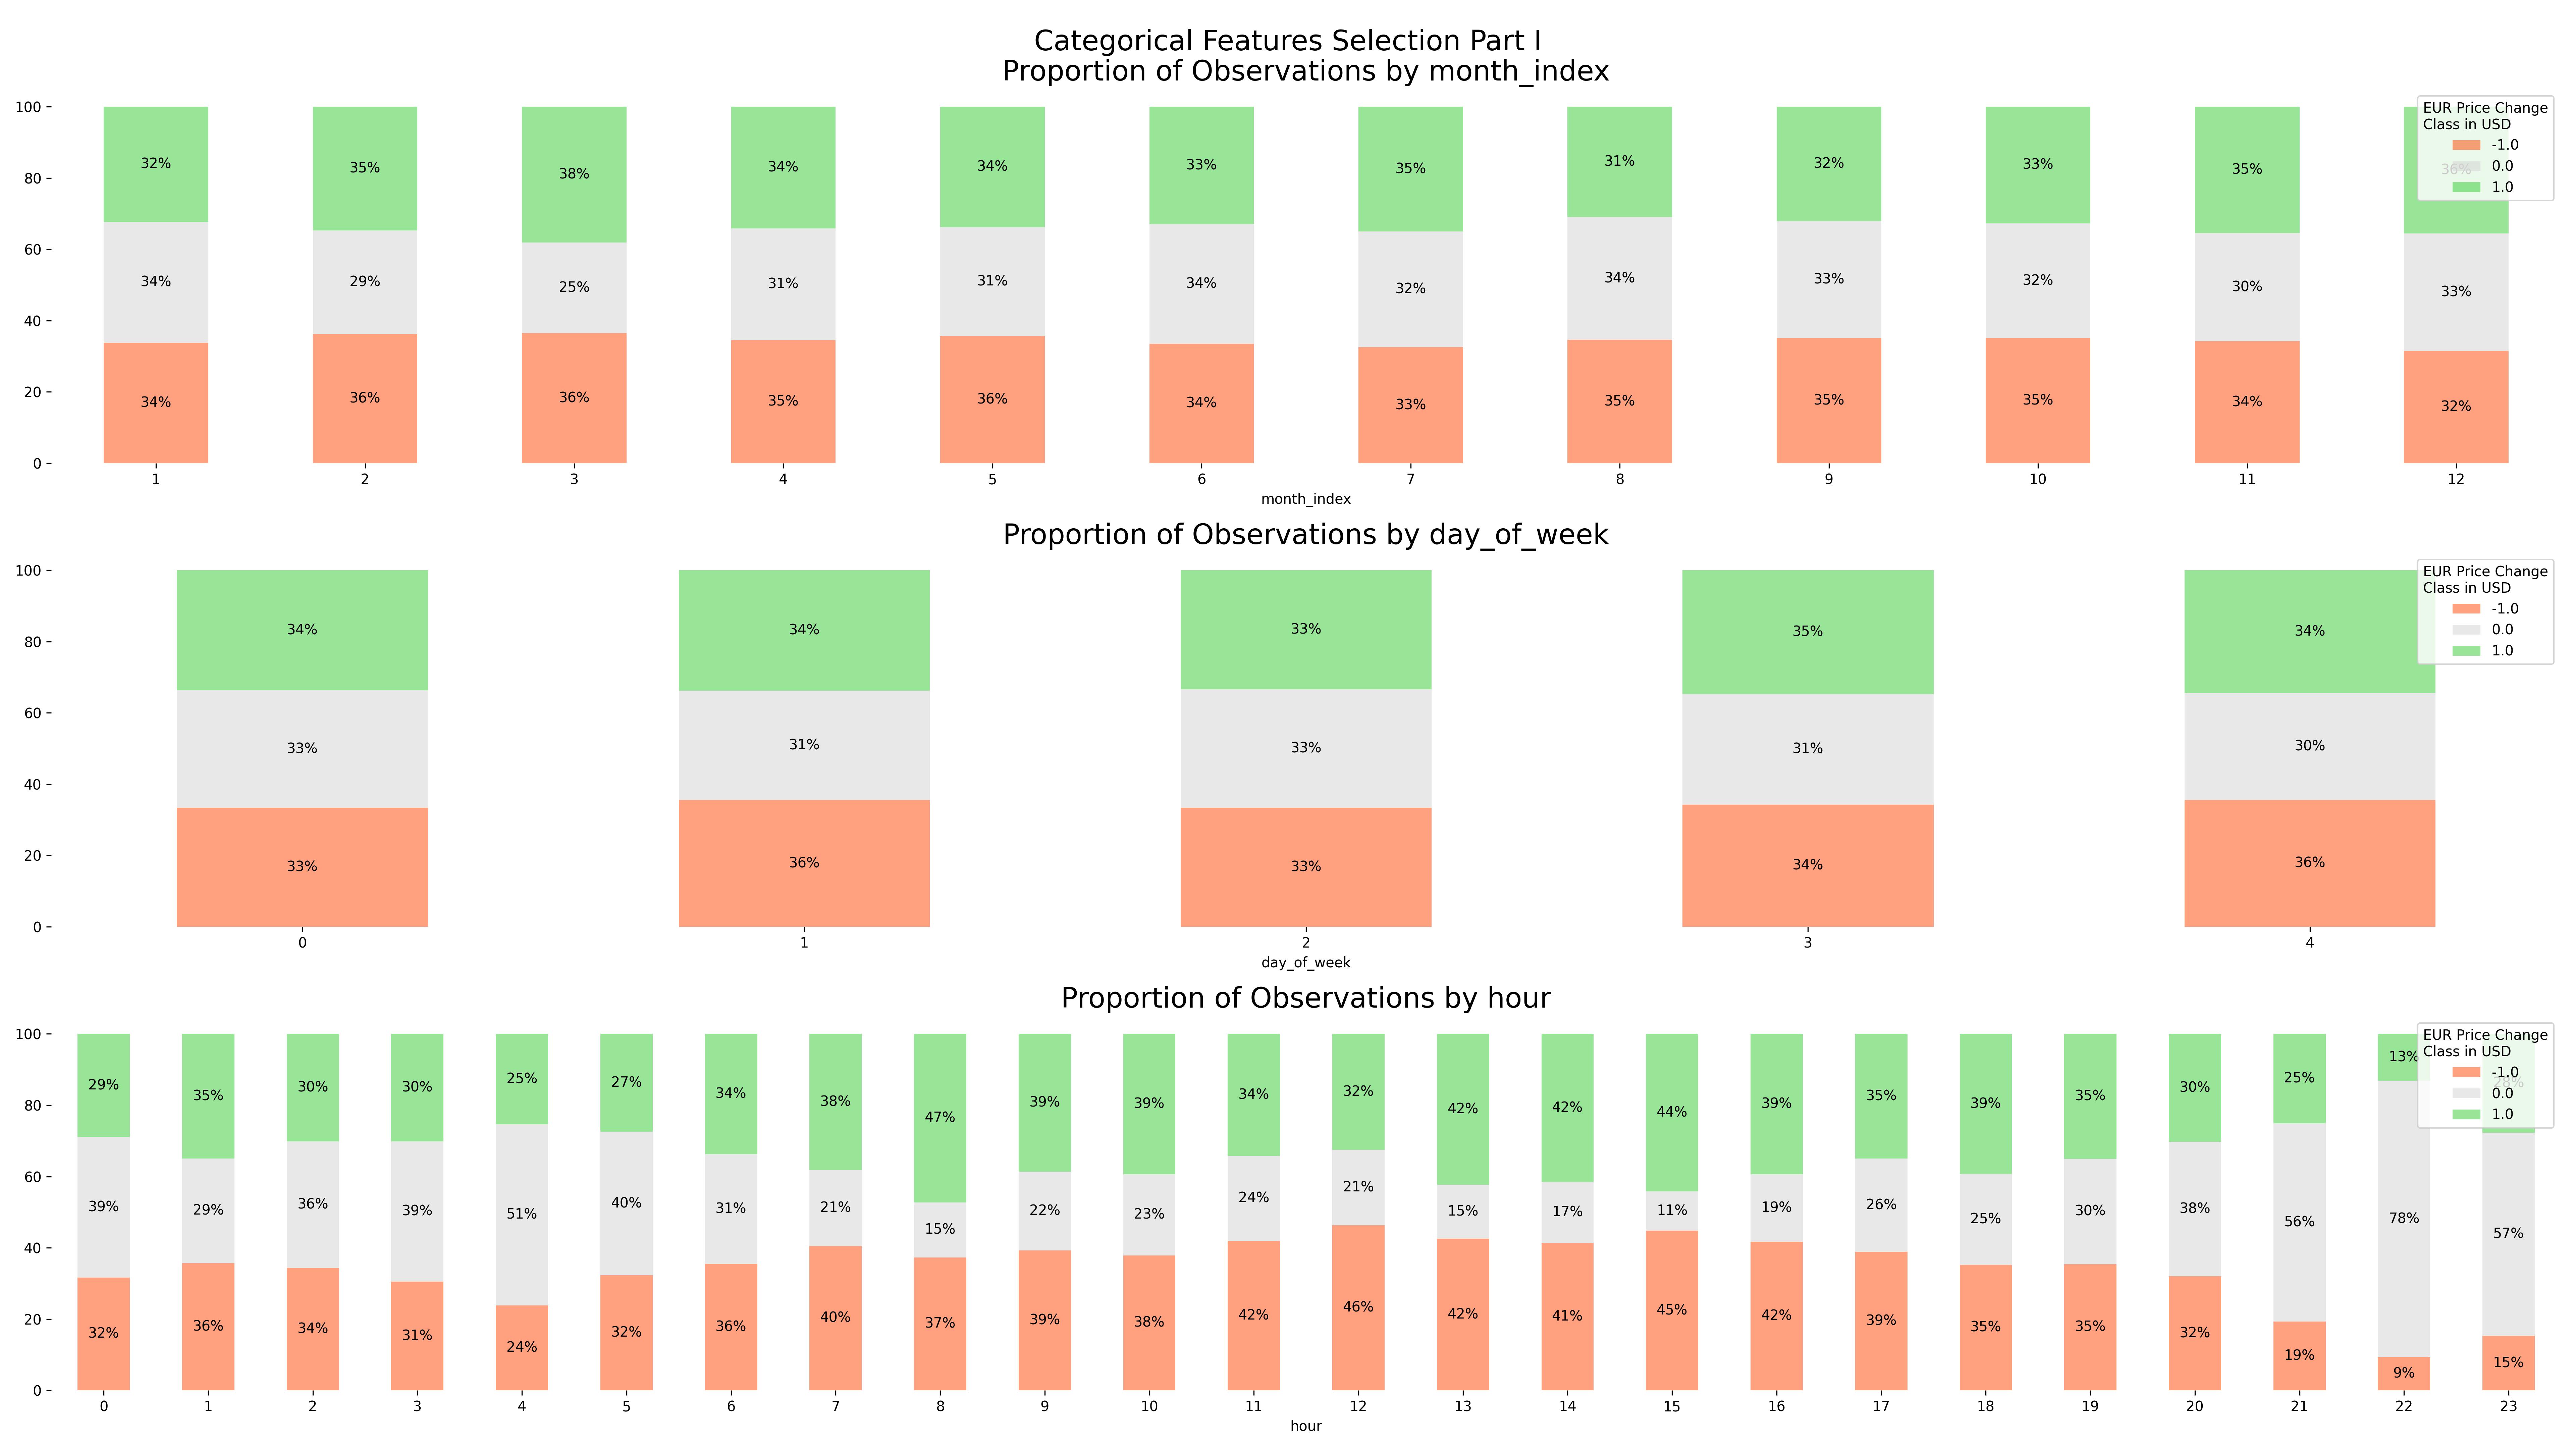 Categorical Features Selection Part I
Proportion of Observations by month_index
100
80
60
40
20
0
32% 35% 38% 34% 34% 33% 35% 31% 32% 33% 35% 36%
34% 29% 25% 31% 31% 34% 32% 34% 33% 32% 30% 33%
34% 36% 36% 35% 36% 34% 33% 35% 35% 35% 34% 32%
EUR Price Change
Class in USD
-1.0
0.0
1.0
1 2 3 4 5 6 7 8 9 10 11 12
month_index
Proportion of Observations by day_of_week
100
80
60
40
20
0
34% 34% 33% 35% 34%
33% 31% 33% 31% 30%
33% 36% 33% 34% 36%
EUR Price Change
Class in USD
-1.0
0.0
1.0
0 1 2 3 4
day_of_week
Proportion of Observations by hour
100
80
60
40
20
0
29% 35% 30% 30% 25% 27% 34% 38% 47% 39% 39% 34% 32% 42% 42% 44% 39% 35% 39% 35% 30% 25% 13% 28%
39% 29% 36% 39% 51% 40% 31% 21% 15% 22% 23% 24% 21% 15% 17% 11% 19% 26% 25% 30% 38% 56% 78% 57%
32% 36% 34% 31% 24% 32% 36% 40% 37% 39% 38% 42% 46% 42% 41% 45% 42% 39% 35% 35% 32% 19% 9% 15%
EUR Price Change
Class in USD
-1.0
0.0
1.0
0 1 2 3 4 5 6 7 8 9 10 11 12 13 14 15 16 17 18 19 20 21 22 23
hour